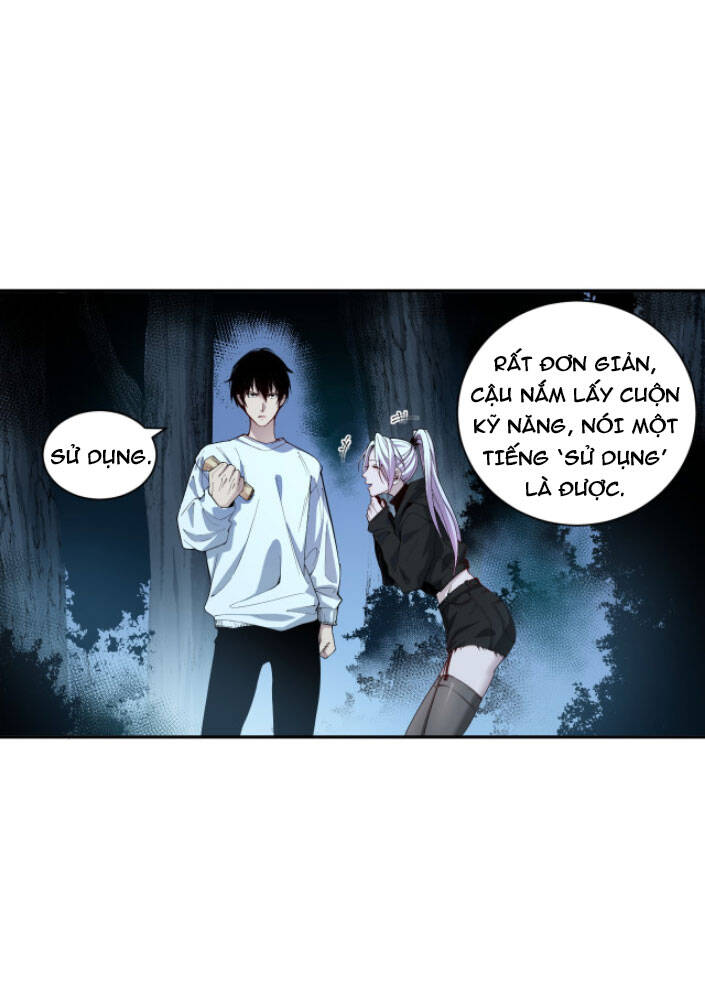 RẤT ĐƠN GIẢN,
CẬU NẮM LẤY CUỘN
KỸ NĂNG, NÓI MỘT
TIẾNG ‘SỬ DỤNG’
LÀ ĐƯỢC.
SỬ DỤNG.